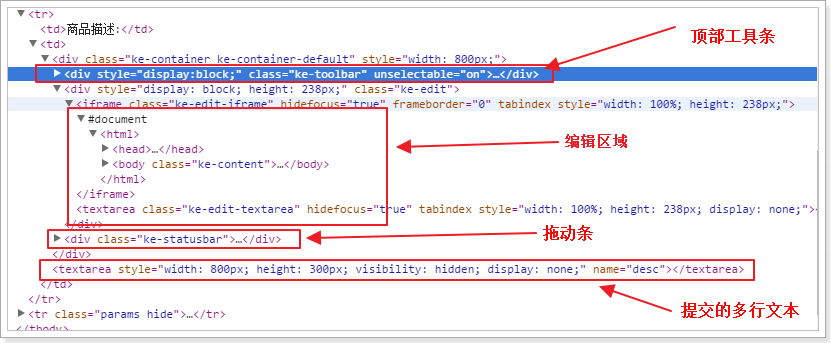 <tr>
<td>商品描述:</td>
<td>
<div class="ke-container ke-container-default" style="width: 800px;">
<div style="display:block;" class="ke-toolbar" unselectable="on">…</div>
<div style="display: block; height: 238px;" class="ke-edit">
<iframe class="ke-edit-iframe" hidefocus="true" frameborder="0" tabindex style="width: 100%; height: 238px;">
#document
<html>
<head>…</head>
<body class="ke-content">…</body>
</html>
</iframe>
<textarea class="ke-edit-textarea" hidefocus="true" tabindex style="width: 100%; height: 238px; display: none;">
</div>
<div class="ke-statusbar">…</div>
</div>
<textarea style="width: 800px; height: 300px; visibility: hidden; display: none;" name="desc"></textarea>
</td>
</tr>
<tr class="params hide">…</tr>
</tbody>
顶部工具条
编辑区域
拖动条
提交的多行文本